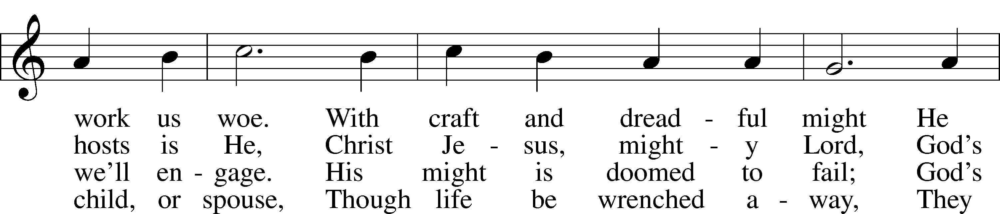 work us woe. With craft and dread - ful might He
hosts is He, Christ Je - sus, might - y Lord, God's
we'll en - gage. His might is doomed to fail; God's
child, or spouse, Though life be wrenched a - way, They